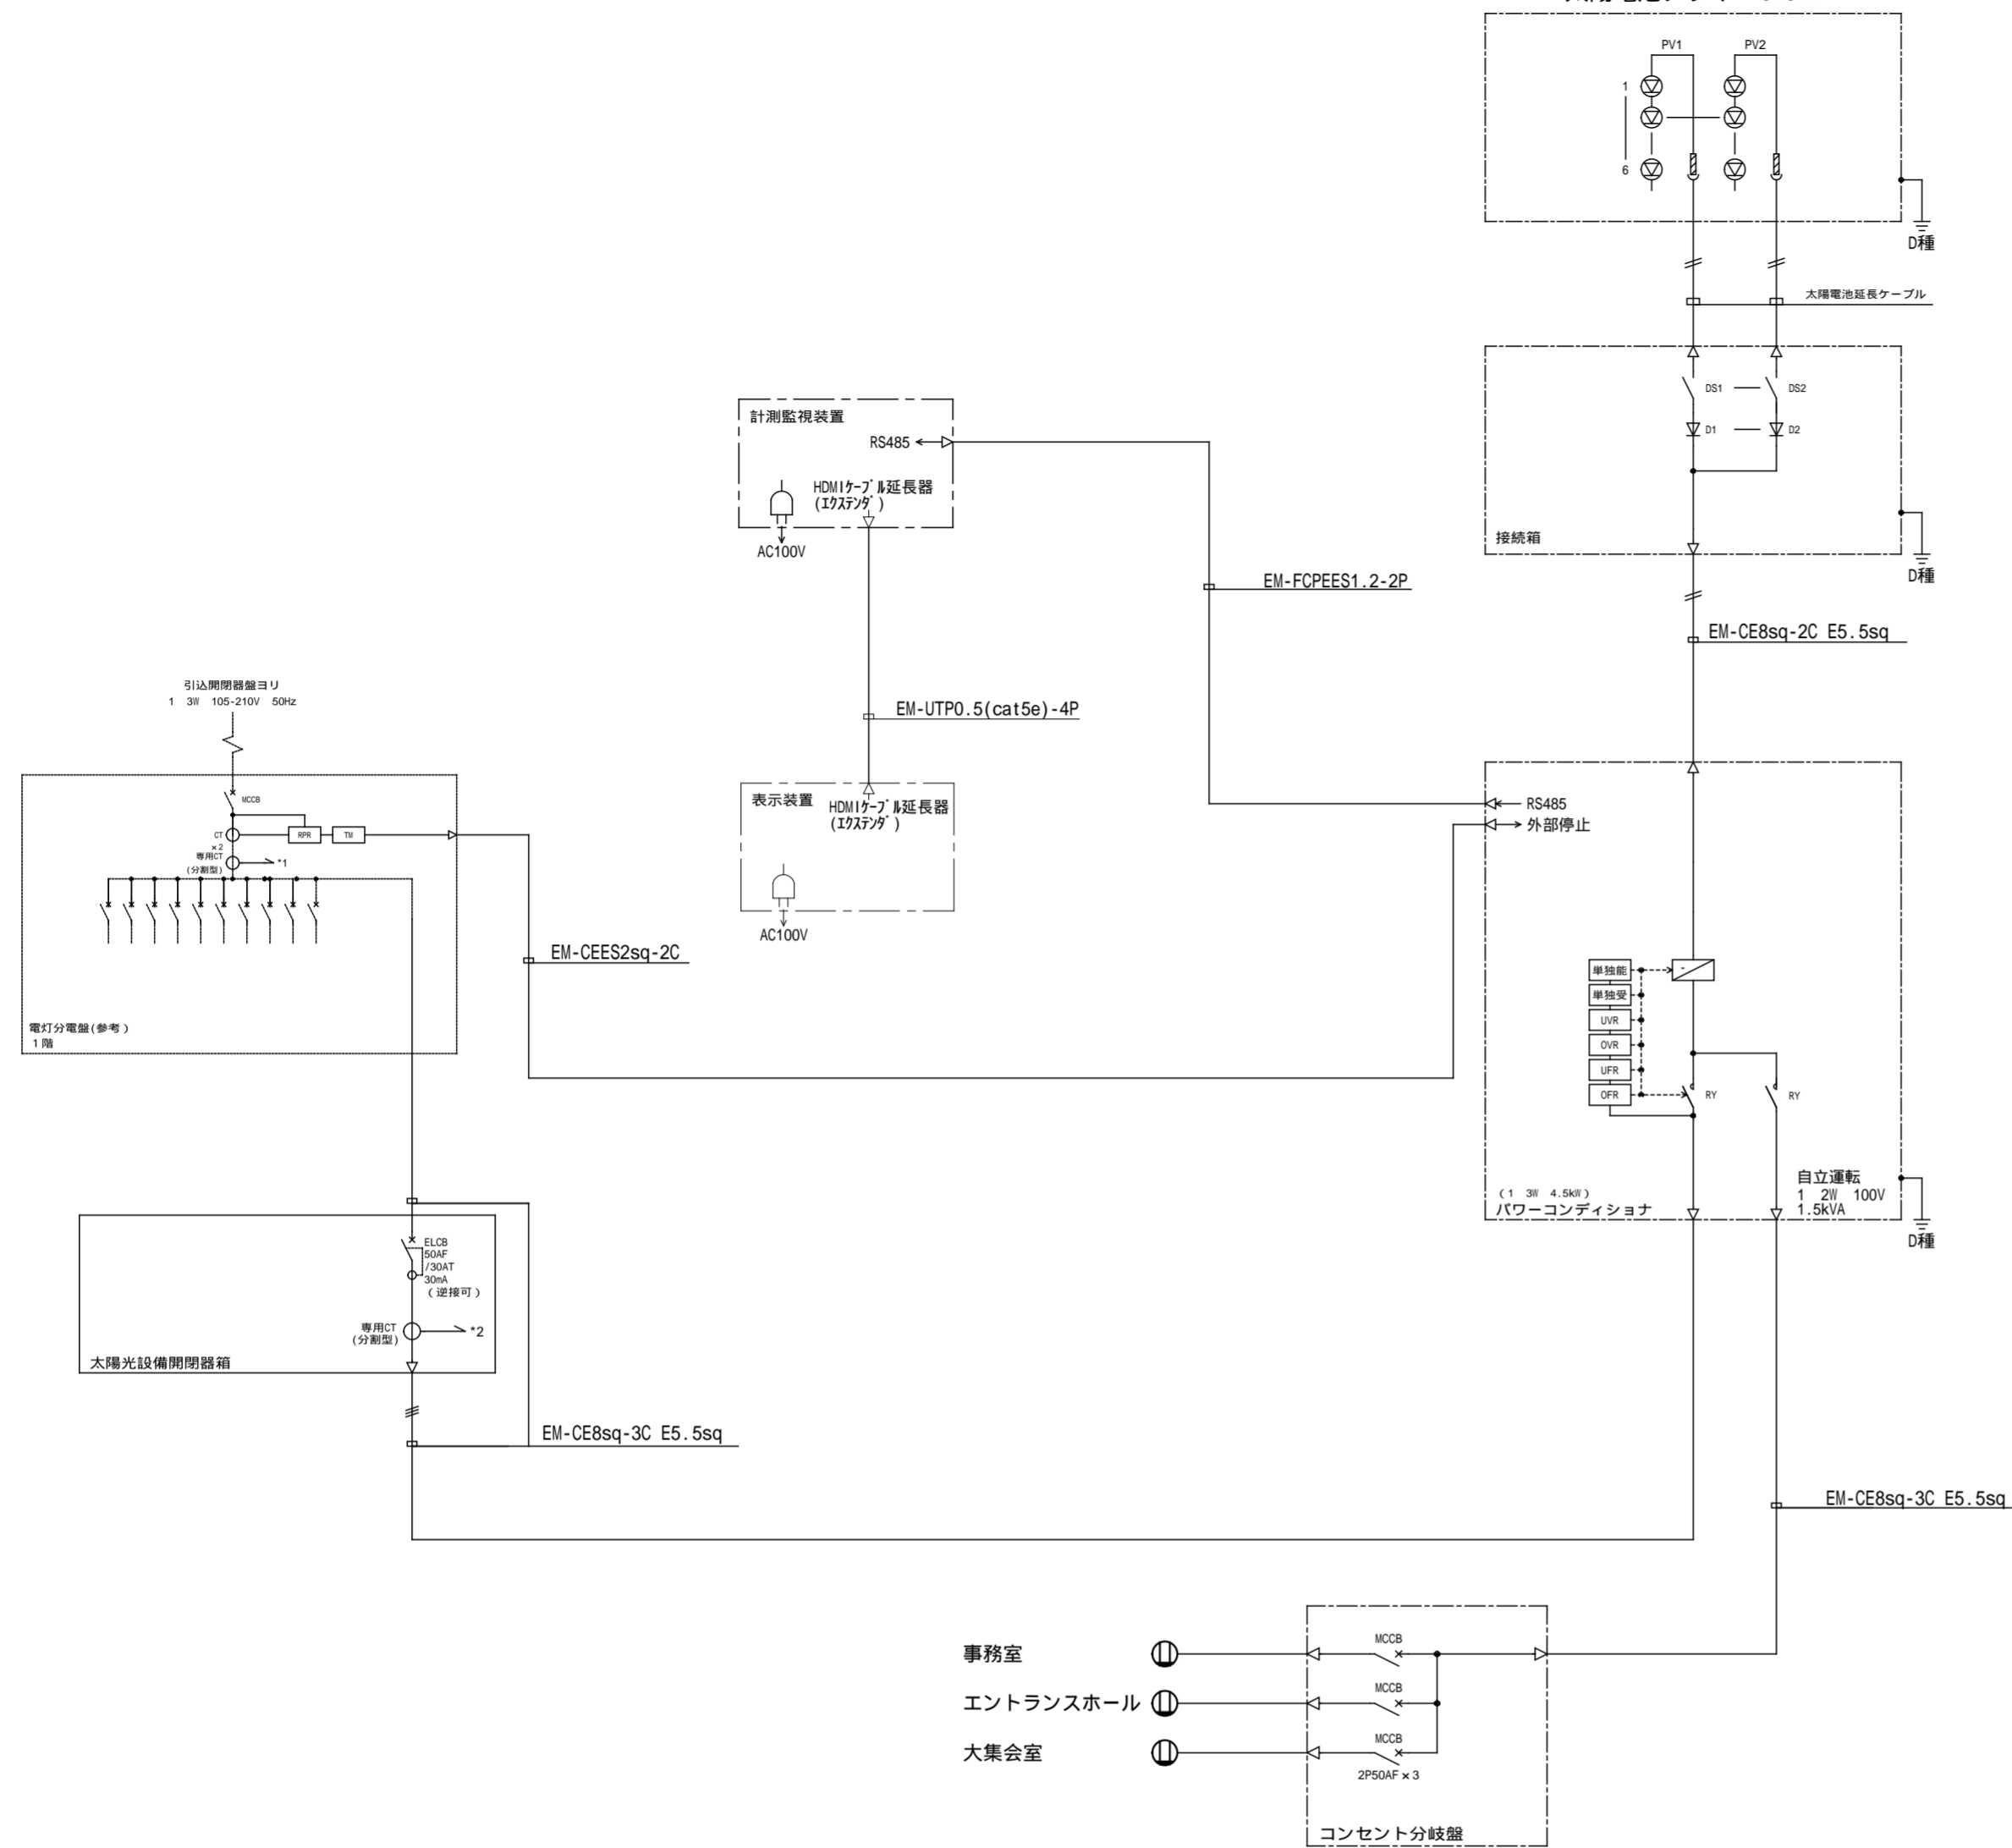 PV1
PV2
1
6
D種
太陽電池延長ケーブル
DS1
DS2
D1
D2
接続箱
D種
計測監視装置
RS485
HDMIｹｰﾌﾞﾙ延長器
(ｴｸｽﾃﾝﾀﾞ)
AC100V
EM-FCPEES1.2-2P
EM-CE8sq-2C E5.5sq
引込開閉器盤ヨリ
1 3W 105-210V 50Hz
EM-UTP0.5(cat5e)-4P
MCCB
CT
×2
RPR
TM
専用CT
(分割型)
*1
表示装置
HDMIｹｰﾌﾞﾙ延長器
(ｴｸｽﾃﾝﾀﾞ)
AC100V
RS485
外部停止
EM-CEES2sq-2C
電灯分電盤(参考)
1階
単独能
単独受
UVR
OVR
UFR
OFR
-
RY
RY
自立運転
1 2W 100V
1.5kVA
(1 3W 4.5kW)
パワーコンディショナ
D種
ELCB
50AF
/30AT
30mA
(逆接可)
専用CT
(分割型)
*2
太陽光設備開閉器箱
EM-CE8sq-3C E5.5sq
EM-CE8sq-3C E5.5sq
事務室
MCCB
エントランスホール
MCCB
大集会室
MCCB
2P50AF×3
コンセント分岐盤